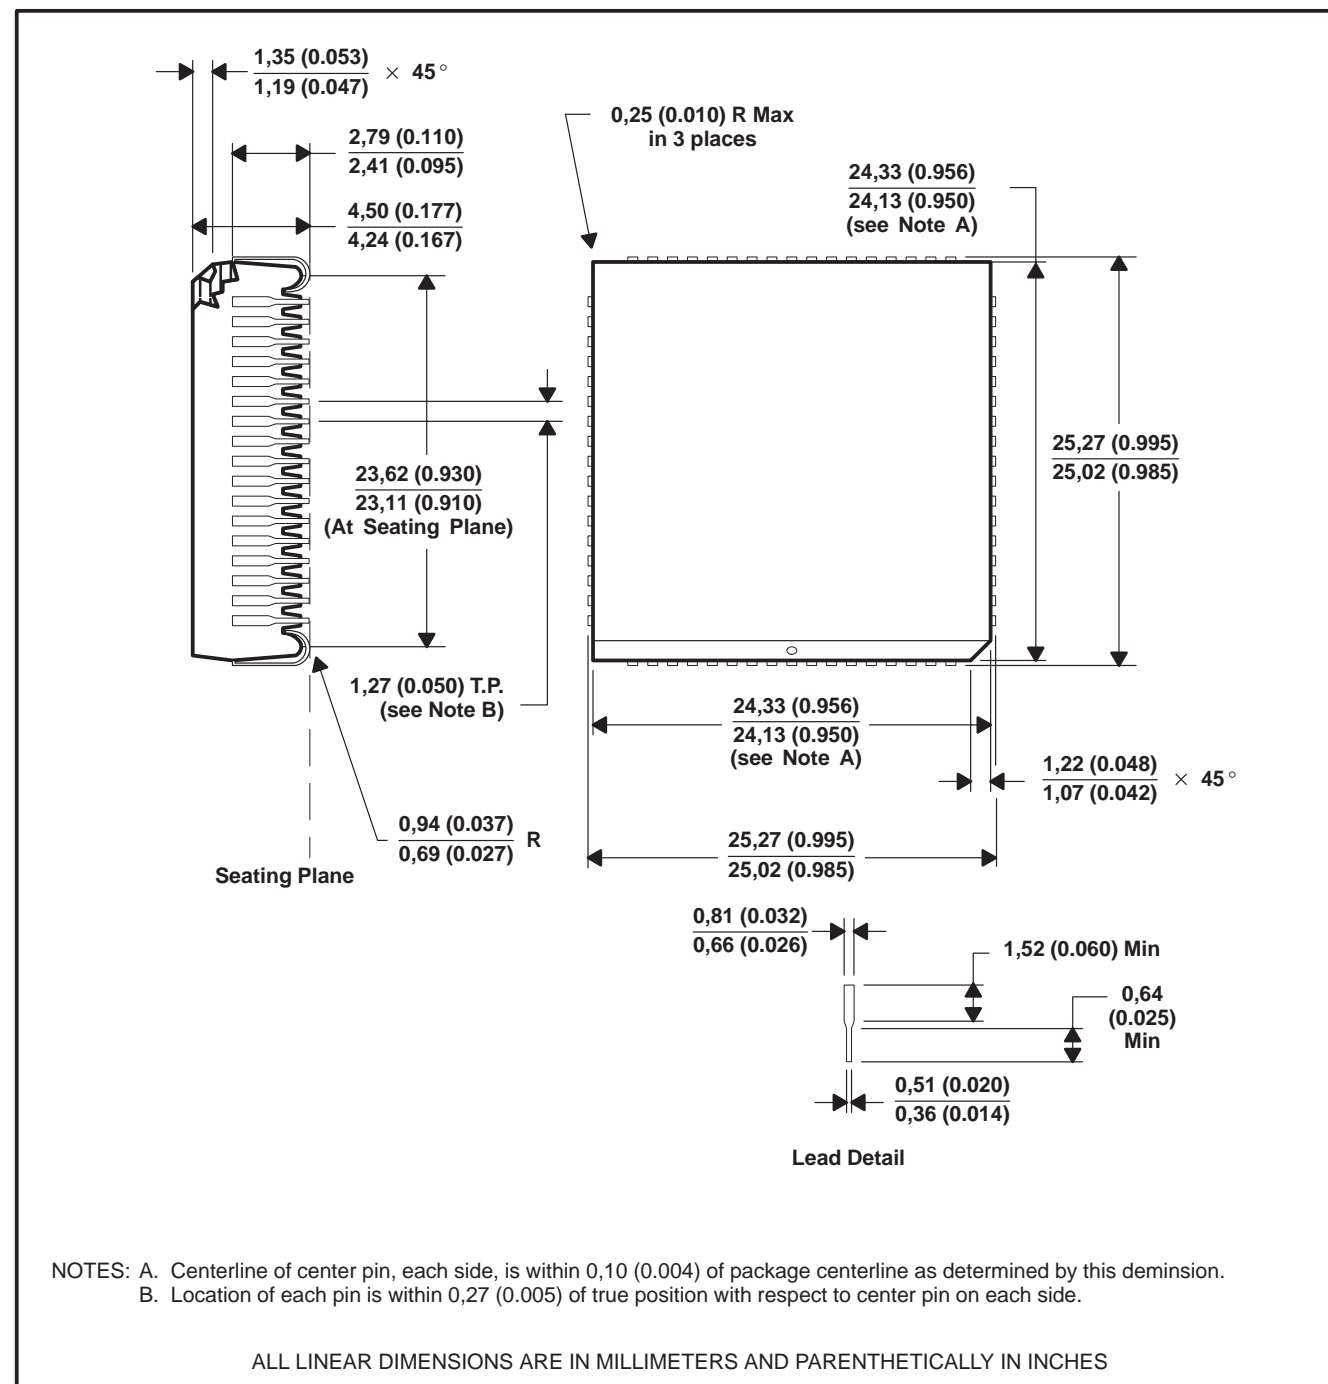 1,35 (0.053)
1,19 (0.047)
× 45°
2,79 (0.110)
2,41 (0.095)
4,50 (0.177)
4,24 (0.167)
0,25 (0.010) R Max
in 3 places
24,33 (0.956)
24,13 (0.950)
(see Note A)
23,62 (0.930)
23,11 (0.910)
(At Seating Plane)
25,27 (0.995)
25,02 (0.985)
1,27 (0.050) T.P.
(see Note B)
24,33 (0.956)
24,13 (0.950)
(see Note A)
1,22 (0.048)
1,07 (0.042)
× 45°
0,94 (0.037)
0,69 (0.027)
R
25,27 (0.995)
25,02 (0.985)
Seating Plane
0,81 (0.032)
0,66 (0.026)
1,52 (0.060) Min
0,64
(0.025)
Min
0,51 (0.020)
0,36 (0.014)
Lead Detail
NOTES: A. Centerline of center pin, each side, is within 0,10 (0.004) of package centerline as determined by this deminsion.
B. Location of each pin is within 0,27 (0.005) of true position with respect to center pin on each side.
ALL LINEAR DIMENSIONS ARE IN MILLIMETERS AND PARENTHETICALLY IN INCHES